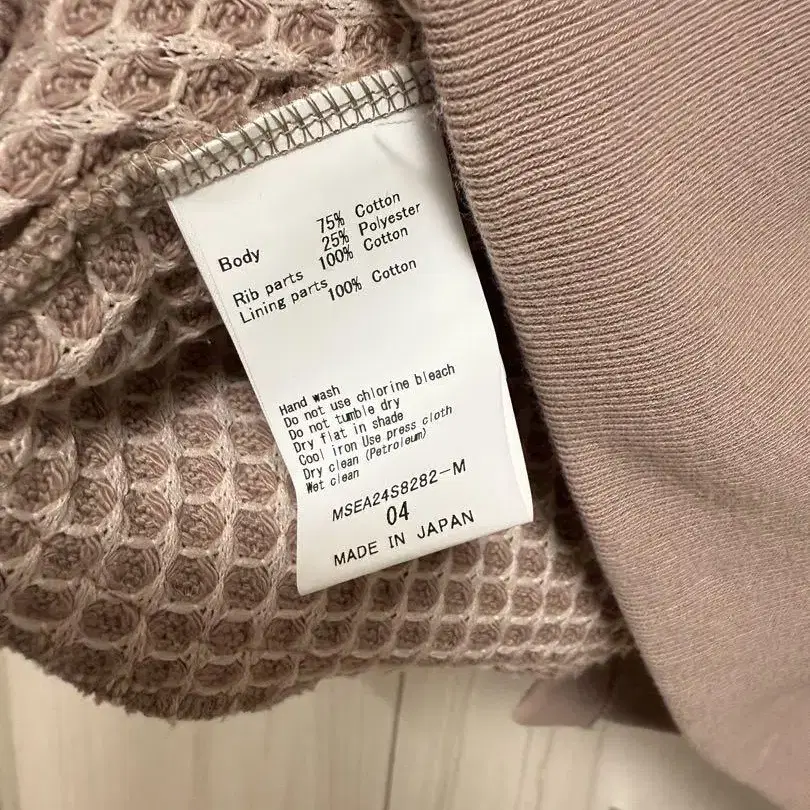 Body 75% Cotton
25% Polyester
Rib parts 100% Cotton
Lining parts 100% Cotton
Hand wash
Do not use chlorine bleach
Do not tumble dry
Dry flat in shade
Cool iron Use press cloth
Dry clean (Petroleum)
Wet clean
MSEA24S8282-M
04
MADE IN JAPAN